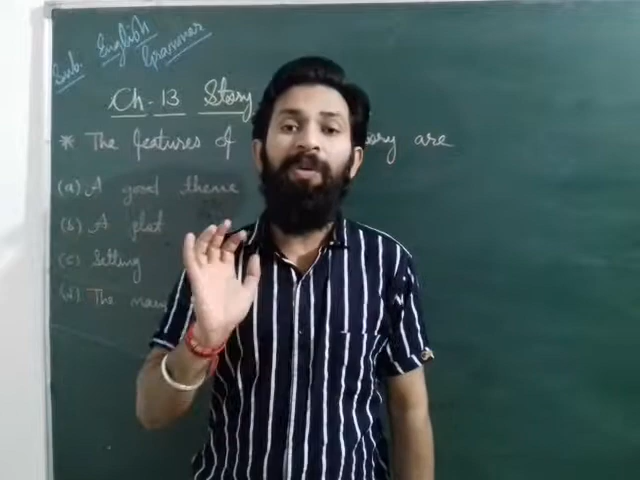 Sub. English Grammar
Ch-13 Story
* The features of ory are
(a) A good theme
(b) A plot
(c) Setting
(d) The main